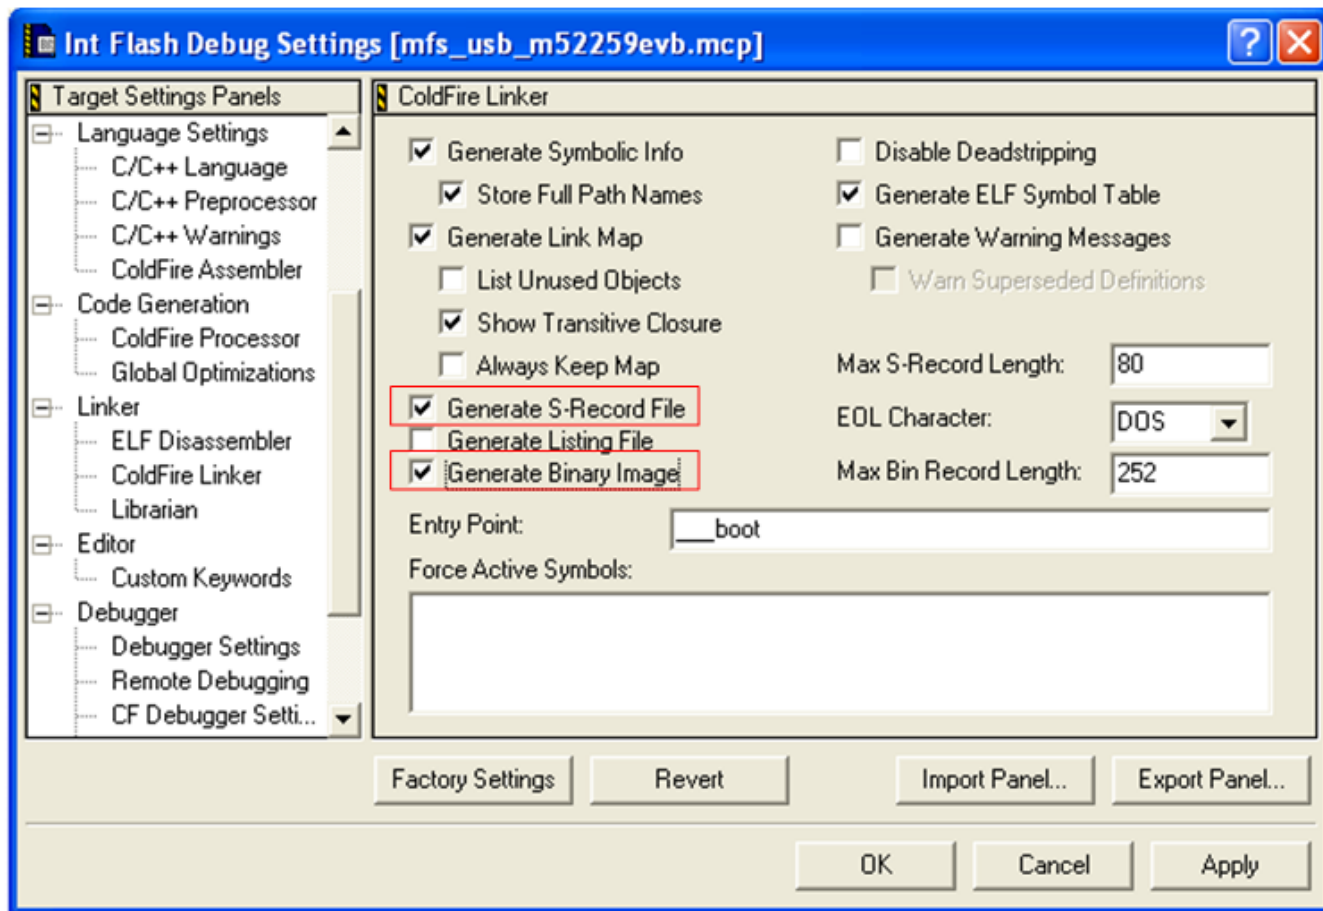 Int Flash Debug Settings [mfs_usb_m52259evb.mcp]
Target Settings Panels
Language Settings
C/C++ Language
C/C++ Preprocessor
C/C++ Warnings
ColdFire Assembler
Code Generation
ColdFire Processor
Global Optimizations
Linker
ELF Disassembler
ColdFire Linker
Librarian
Editor
Custom Keywords
Debugger
Debugger Settings
Remote Debugging
CF Debugger Setti...
ColdFire Linker
Generate Symbolic Info
Store Full Path Names
Generate Link Map
List Unused Objects
Show Transitive Closure
Always Keep Map
Generate S-Record File
Generate Listing File
Generate Binary Image
Disable Deadstripping
Generate ELF Symbol Table
Generate Warning Messages
Warn Superseded Definitions
Max S-Record Length: 80
EOL Character: DOS
Max Bin Record Length: 252
Entry Point: ___boot
Force Active Symbols:
Factory Settings Revert Import Panel... Export Panel...
OK Cancel Apply